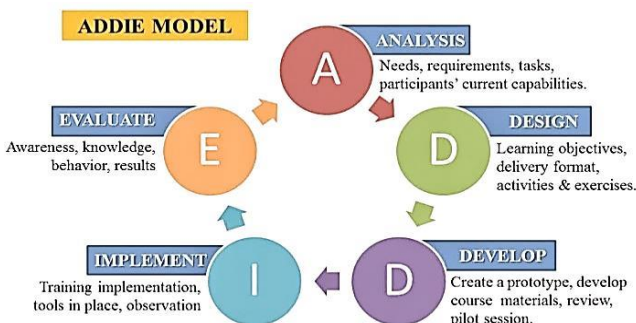 ADDIE MODEL
A
ANALYSIS
Needs, requirements, tasks,
participants' current capabilities.
D
DESIGN
Learning objectives,
delivery format,
activities & exercises.
D
DEVELOP
Create a prototype, develop
course materials, review,
pilot session.
I
IMPLEMENT
Training implementation,
tools in place, observation
E
EVALUATE
Awareness, knowledge,
behavior, results